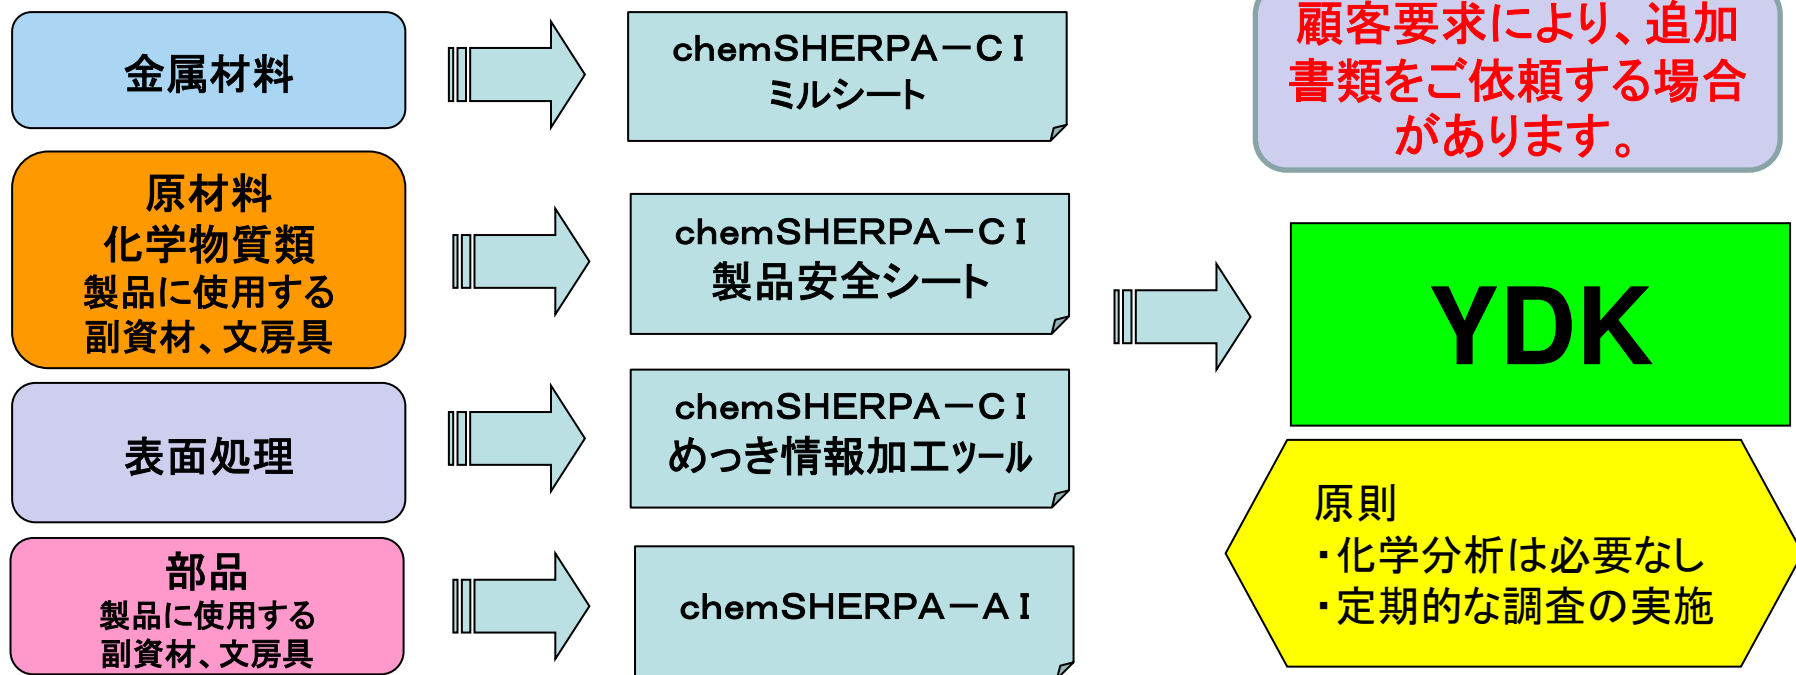 金属材料
chemSHERPA－CI
ミルシート
顧客要求により、追加
書類をご依頼する場合
があります。
原材料
化学物質類
製品に使用する
副資材、文房具
chemSHERPA－CI
製品安全シート
YDK
表面処理
chemSHERPA－CI
めっき情報加工ツール
原則
・化学分析は必要なし
・定期的な調査の実施
部品
製品に使用する
副資材、文房具
chemSHERPA－AI